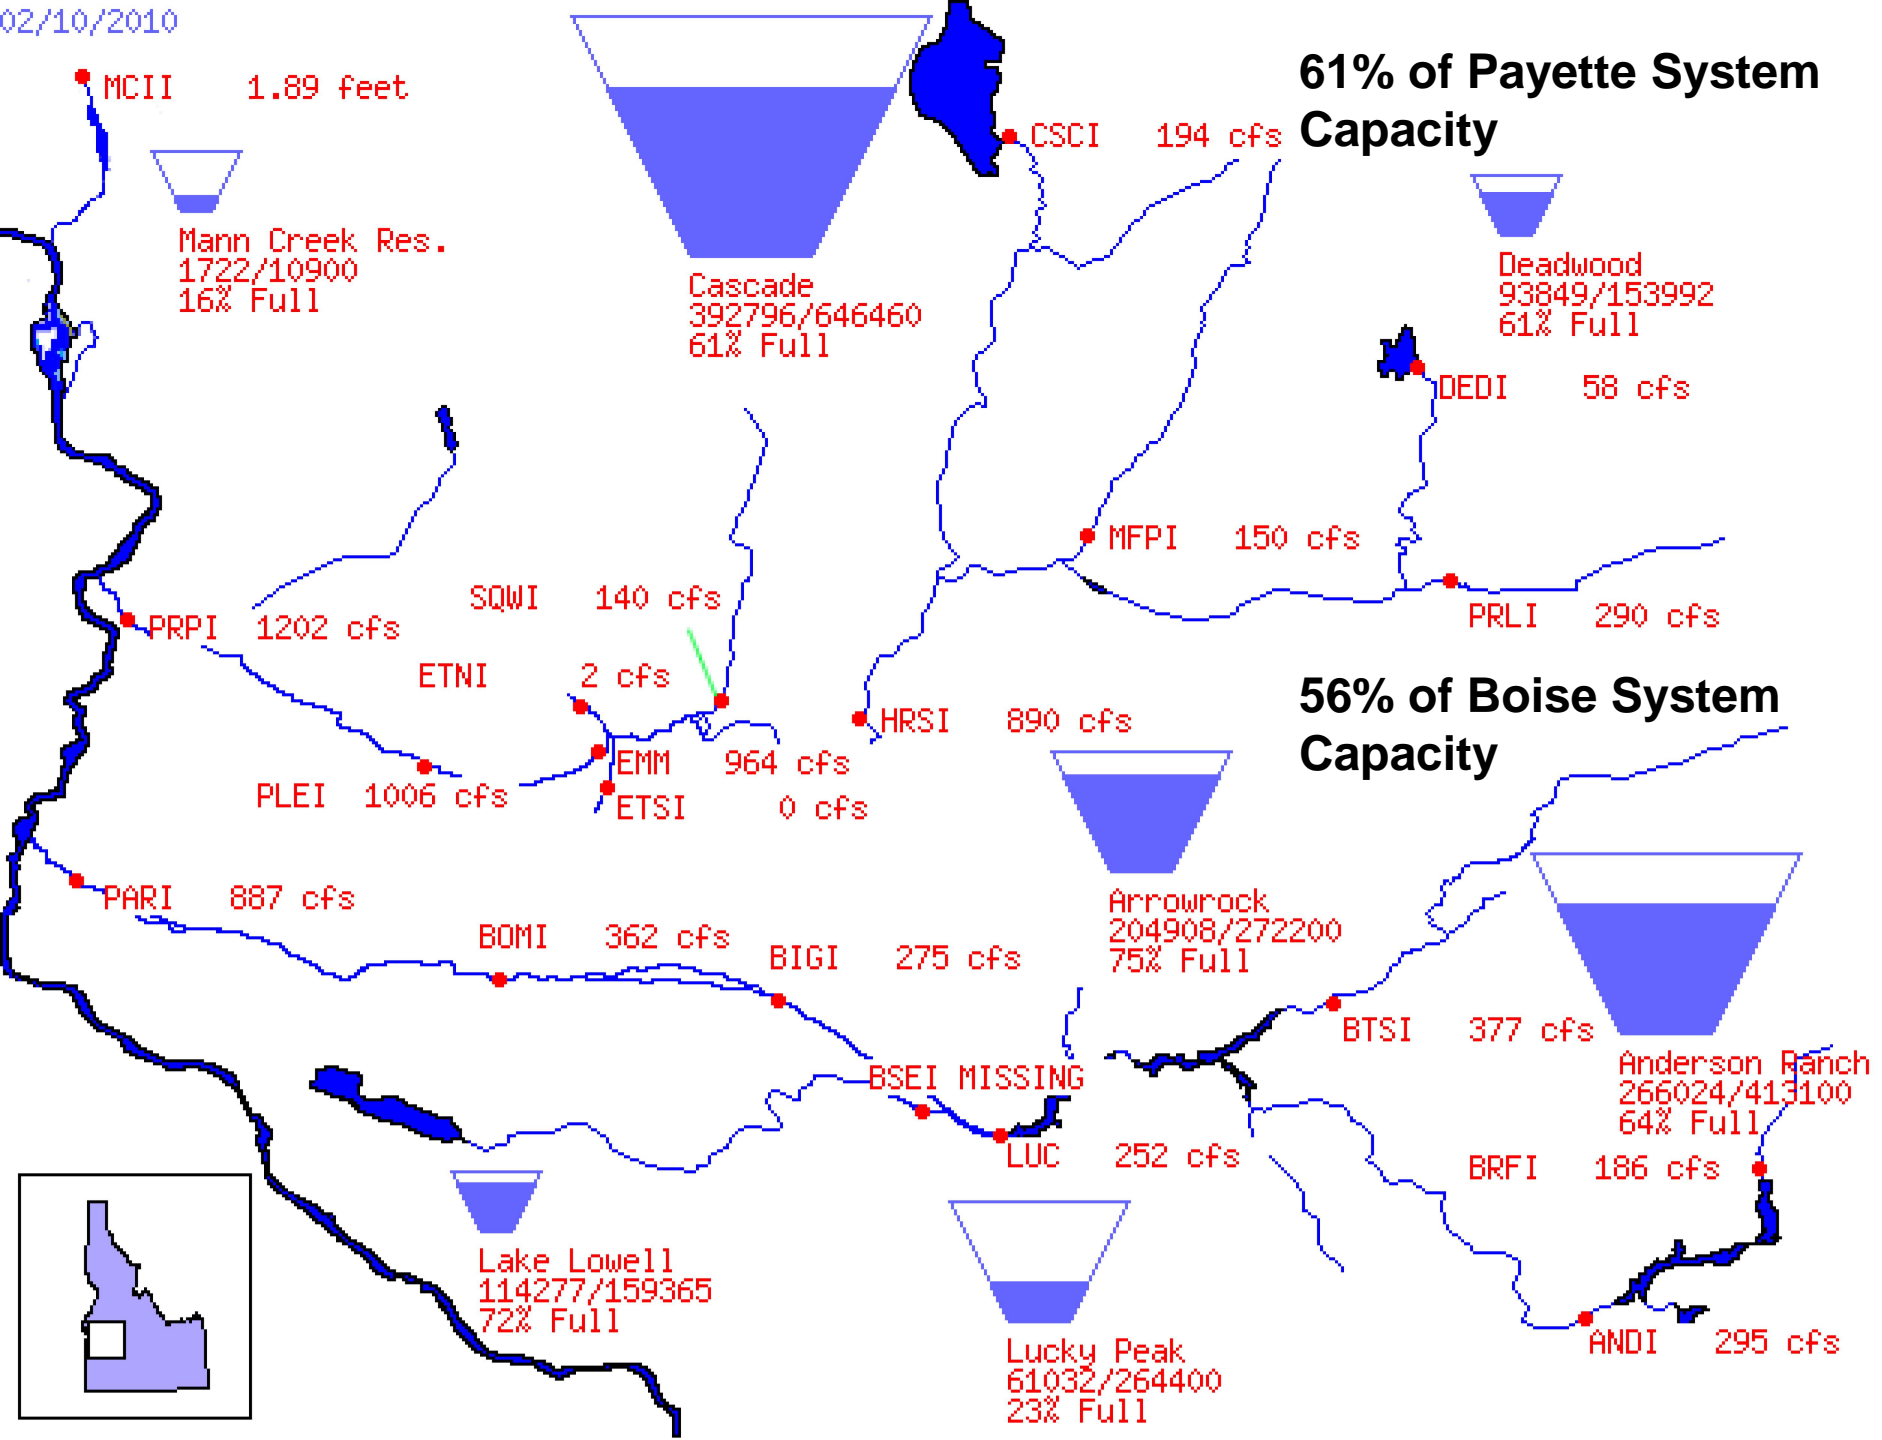 02/10/2010
MCII 1.89 feet
61% of Payette System
Capacity
CSCI 194 cfs
Mann Creek Res.
1722/10900
16% Full
Cascade
392796/646460
61% Full
Deadwood
93849/153992
61% Full
DEDI 58 cfs
MFPI 150 cfs
SQWI 140 cfs
PRPI 1202 cfs
PRLI 290 cfs
ETNI 2 cfs
56% of Boise System
Capacity
HRSI 890 cfs
EMM 964 cfs
PLEI 1006 cfs
ETSI 0 cfs
PARI 887 cfs
Arrowrock
204908/272200
75% Full
BOMI 362 cfs
BIGI 275 cfs
BTSI 377 cfs
Anderson Ranch
266024/413100
64% Full
BSEI MISSING
LUC 252 cfs
BRFI 186 cfs
Lake Lowell
114277/159365
72% Full
Lucky Peak
61032/264400
23% Full
ANDI 295 cfs